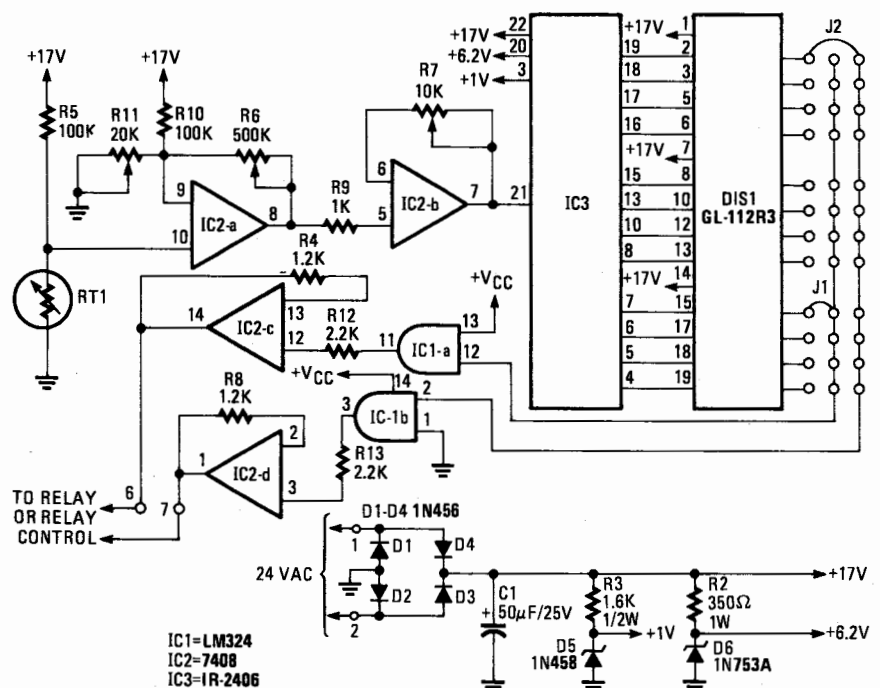 +17V
+17V
R5
100K
R11
20K
R10
100K
R6
500K
R7
10K
9
10
IC2-a
8
R9
1K
6
5
IC2-b
7
21
RT1
22
+17V
20
+6.2V
3
+1V
IC3
+17V
1
19
2
18
3
17
5
16
6
+17V
7
15
8
13
10
10
12
8
13
+17V
14
7
15
6
17
5
18
4
19
DIS1
GL-112R3
J2
J1
R4
1.2K
14
IC2-c
13
12
R12
2.2K
11
IC1-a
+VCC
13
12
+VCC
14
3
IC-1b
2
1
R8
1.2K
1
IC2-d
2
3
R13
2.2K
6
7
TO RELAY
OR RELAY
CONTROL
D1-D4 1N456
24 VAC
1
D1
D4
D2
D3
2
C1
+ 50µF/25V
R3
1.6K
1/2W
+1V
D5
1N458
R2
350Ω
1W
+17V
+6.2V
D6
1N753A
IC1=LM324
IC2=7408
IC3=IR-2406